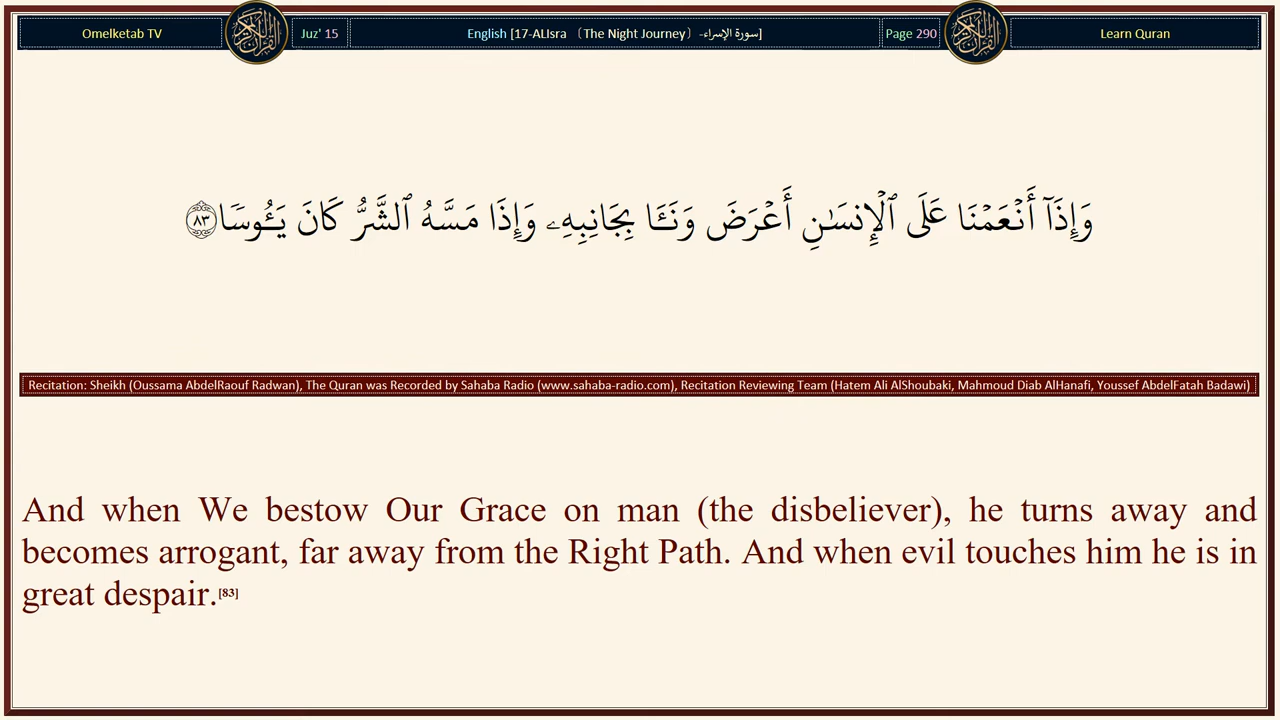 Omelketab TV
Juz' 15
English [17-ALIsra 〔The Night Journey〕 -سورة الإسراء]
Page 290
Learn Quran
وَإِذَآ أَنۡعَمۡنَا عَلَى ٱلۡإِنسَٰنِ أَعۡرَضَ وَنَـَٔا بِجَانِبِهِۦ وَإِذَا مَسَّهُ ٱلشَّرُّ كَانَ يَـُٔوسٗا ٨٣
Recitation: Sheikh (Oussama AbdelRaouf Radwan), The Quran was Recorded by Sahaba Radio (www.sahaba-radio.com), Recitation Reviewing Team (Hatem Ali AlShoubaki, Mahmoud Diab AlHanafi, Youssef AbdelFatah Badawi)
And when We bestow Our Grace on man (the disbeliever), he turns away and
becomes arrogant, far away from the Right Path. And when evil touches him he is in
great despair.[83]